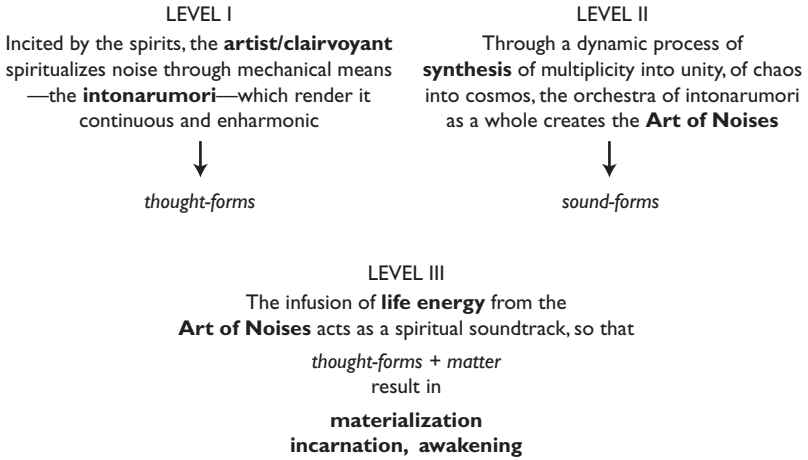 LEVEL I
Incited by the spirits, the artist/clairvoyant
spiritualizes noise through mechanical means
—the intonarumori—which render it
continuous and enharmonic
thought-forms
LEVEL II
Through a dynamic process of
synthesis of multiplicity into unity, of chaos
into cosmos, the orchestra of intonarumori
as a whole creates the Art of Noises
sound-forms
LEVEL III
The infusion of life energy from the
Art of Noises acts as a spiritual soundtrack, so that
thought-forms + matter
result in
materialization
incarnation, awakening